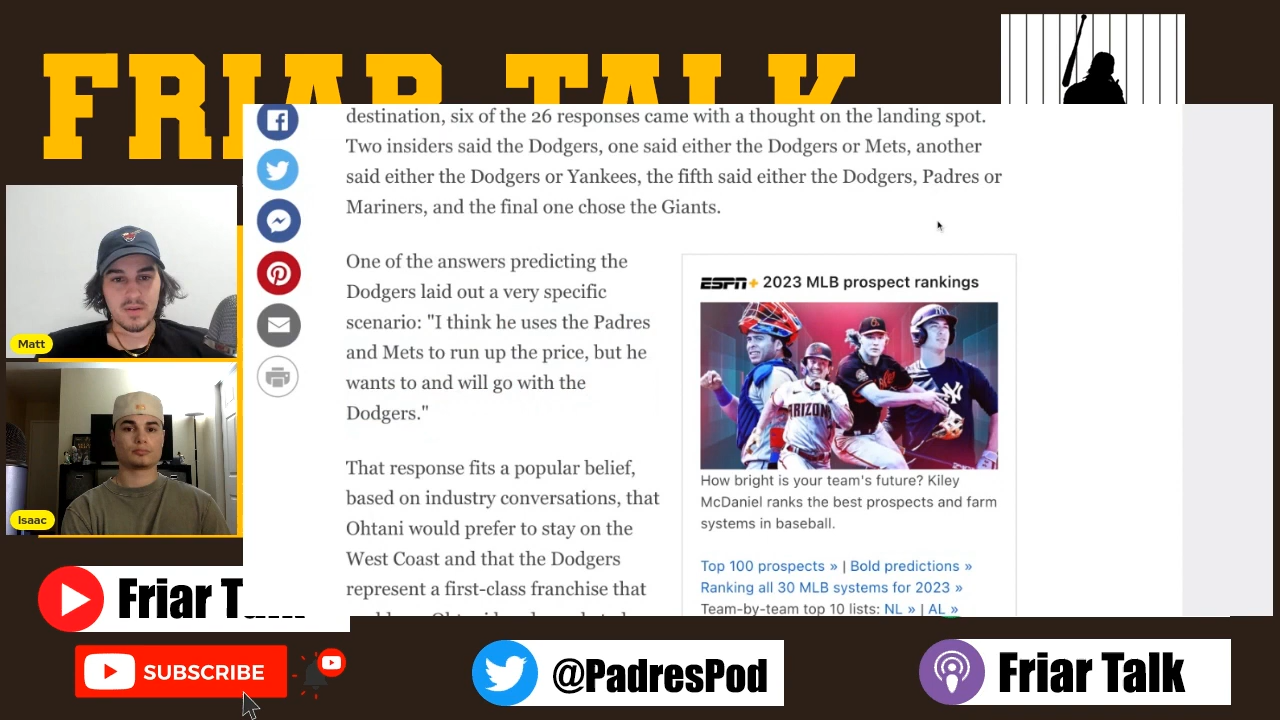 FRIAR TALK
destination, six of the 26 responses came with a thought on the landing spot.
Two insiders said the Dodgers, one said either the Dodgers or Mets, another
said either the Dodgers or Yankees, the fifth said either the Dodgers, Padres or
Mariners, and the final one chose the Giants.
One of the answers predicting the
Dodgers laid out a very specific
scenario: "I think he uses the Padres
and Mets to run up the price, but he
wants to and will go with the
Dodgers."
That response fits a popular belief,
based on industry conversations, that
Ohtani would prefer to stay on the
West Coast and that the Dodgers
represent a first-class franchise that
ESPN+ 2023 MLB prospect rankings
ARIZONA
How bright is your team's future? Kiley
McDaniel ranks the best prospects and farm
systems in baseball.
Top 100 prospects » | Bold predictions »
Ranking all 30 MLB systems for 2023 »
Team-by-team top 10 lists: NL » | AL »
Matt
Isaac
Friar T
SUBSCRIBE
@PadresPod
Friar Talk